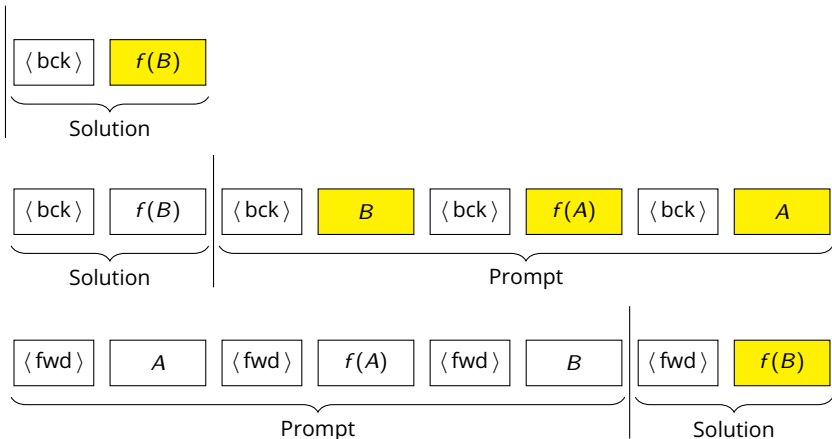 ⟨bck⟩ f(B)
Solution
⟨bck⟩ f(B) ⟨bck⟩ B ⟨bck⟩ f(A) ⟨bck⟩ A
Solution Prompt
⟨fwd⟩ A ⟨fwd⟩ f(A) ⟨fwd⟩ B ⟨fwd⟩ f(B)
Prompt Solution